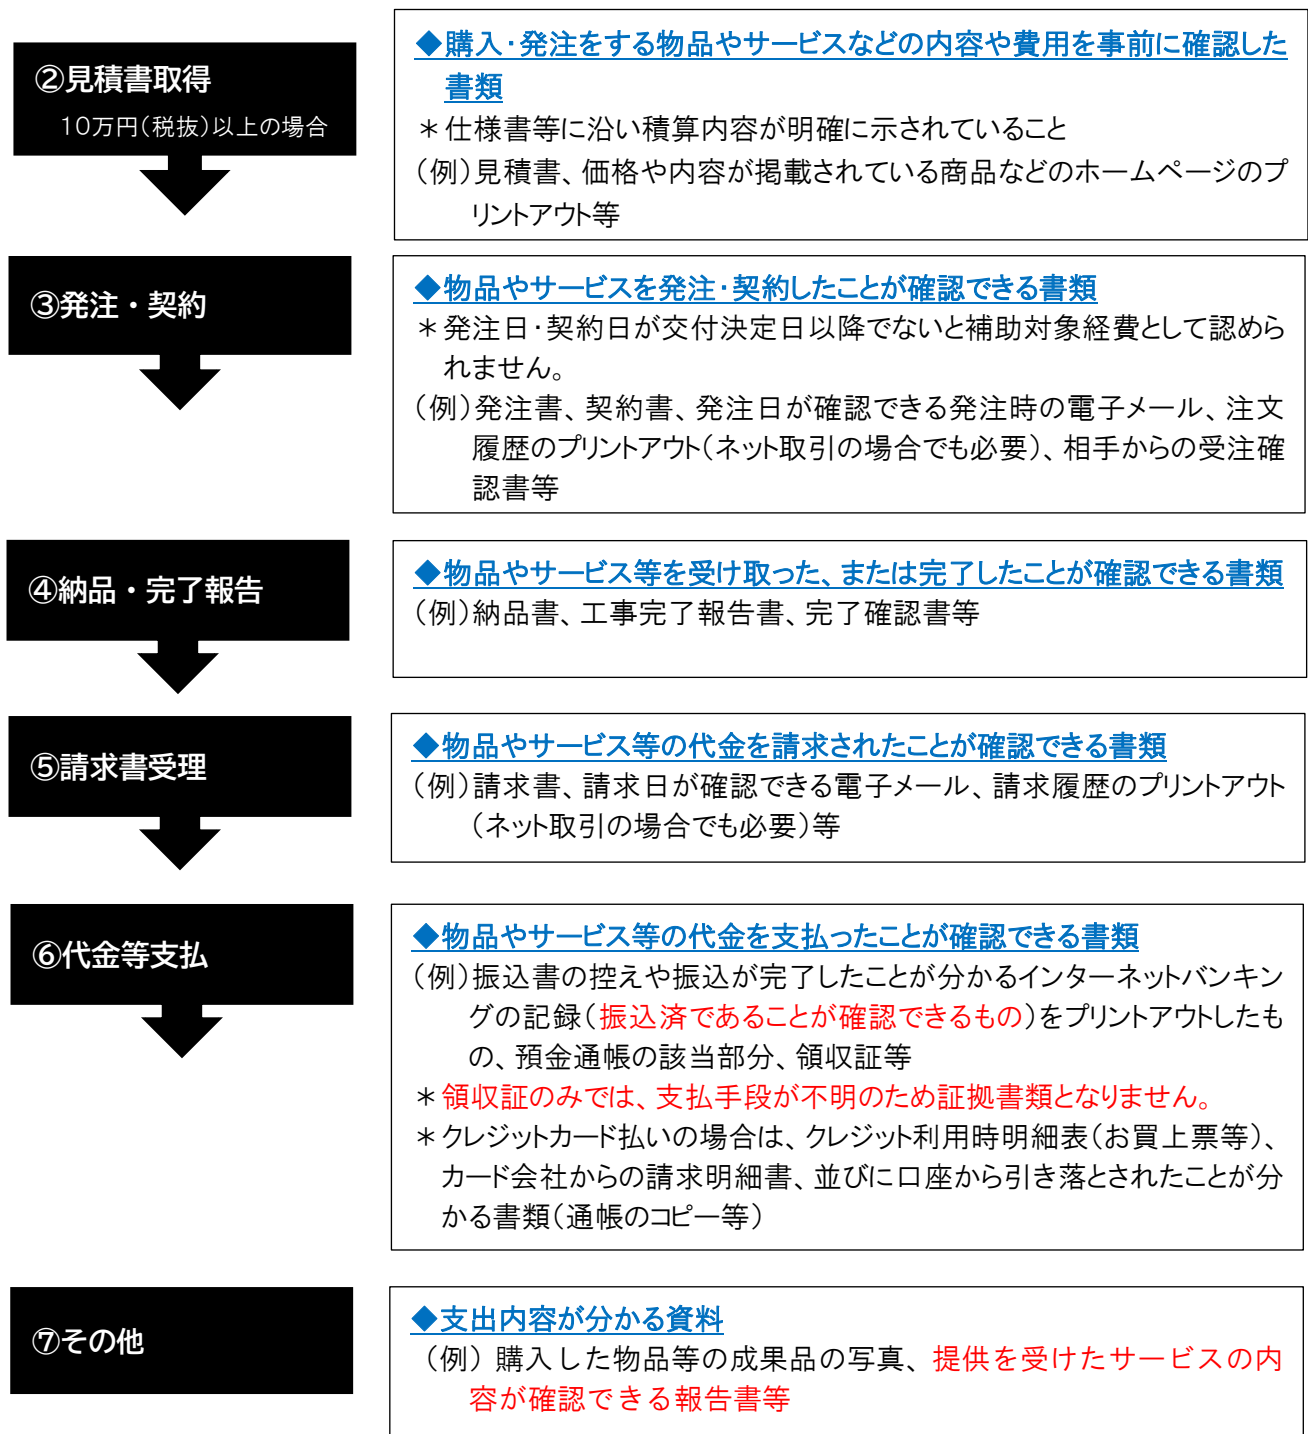 ②見積書取得
10万円(税抜)以上の場合
◆購入・発注をする物品やサービスなどの内容や費用を事前に確認した
書類
＊仕様書等に沿い積算内容が明確に示されていること
(例)見積書、価格や内容が掲載されている商品などのホームページのプ
リントアウト等
③発注・契約
◆物品やサービスを発注・契約したことが確認できる書類
＊発注日・契約日が交付決定日以降でないと補助対象経費として認めら
れません。
(例)発注書、契約書、発注日が確認できる発注時の電子メール、注文
履歴のプリントアウト(ネット取引の場合でも必要)、相手からの受注確
認書等
④納品・完了報告
◆物品やサービス等を受け取った、または完了したことが確認できる書類
(例)納品書、工事完了報告書、完了確認書等
⑤請求書受理
◆物品やサービス等の代金を請求されたことが確認できる書類
(例)請求書、請求日が確認できる電子メール、請求履歴のプリントアウト
(ネット取引の場合でも必要)等
⑥代金等支払
◆物品やサービス等の代金を支払ったことが確認できる書類
(例)振込書の控えや振込が完了したことが分かるインターネットバンキン
グの記録(振込済であることが確認できるもの)をプリントアウトしたも
の、預金通帳の該当部分、領収証等
＊領収証のみでは、支払手段が不明のため証拠書類となりません。
＊クレジットカード払いの場合は、クレジット利用時明細表(お買上票等)、
カード会社からの請求明細書、並びに口座から引き落とされたことが分
かる書類(通帳のコピー等)
⑦その他
◆支出内容が分かる資料
(例) 購入した物品等の成果品の写真、提供を受けたサービスの内
容が確認できる報告書等